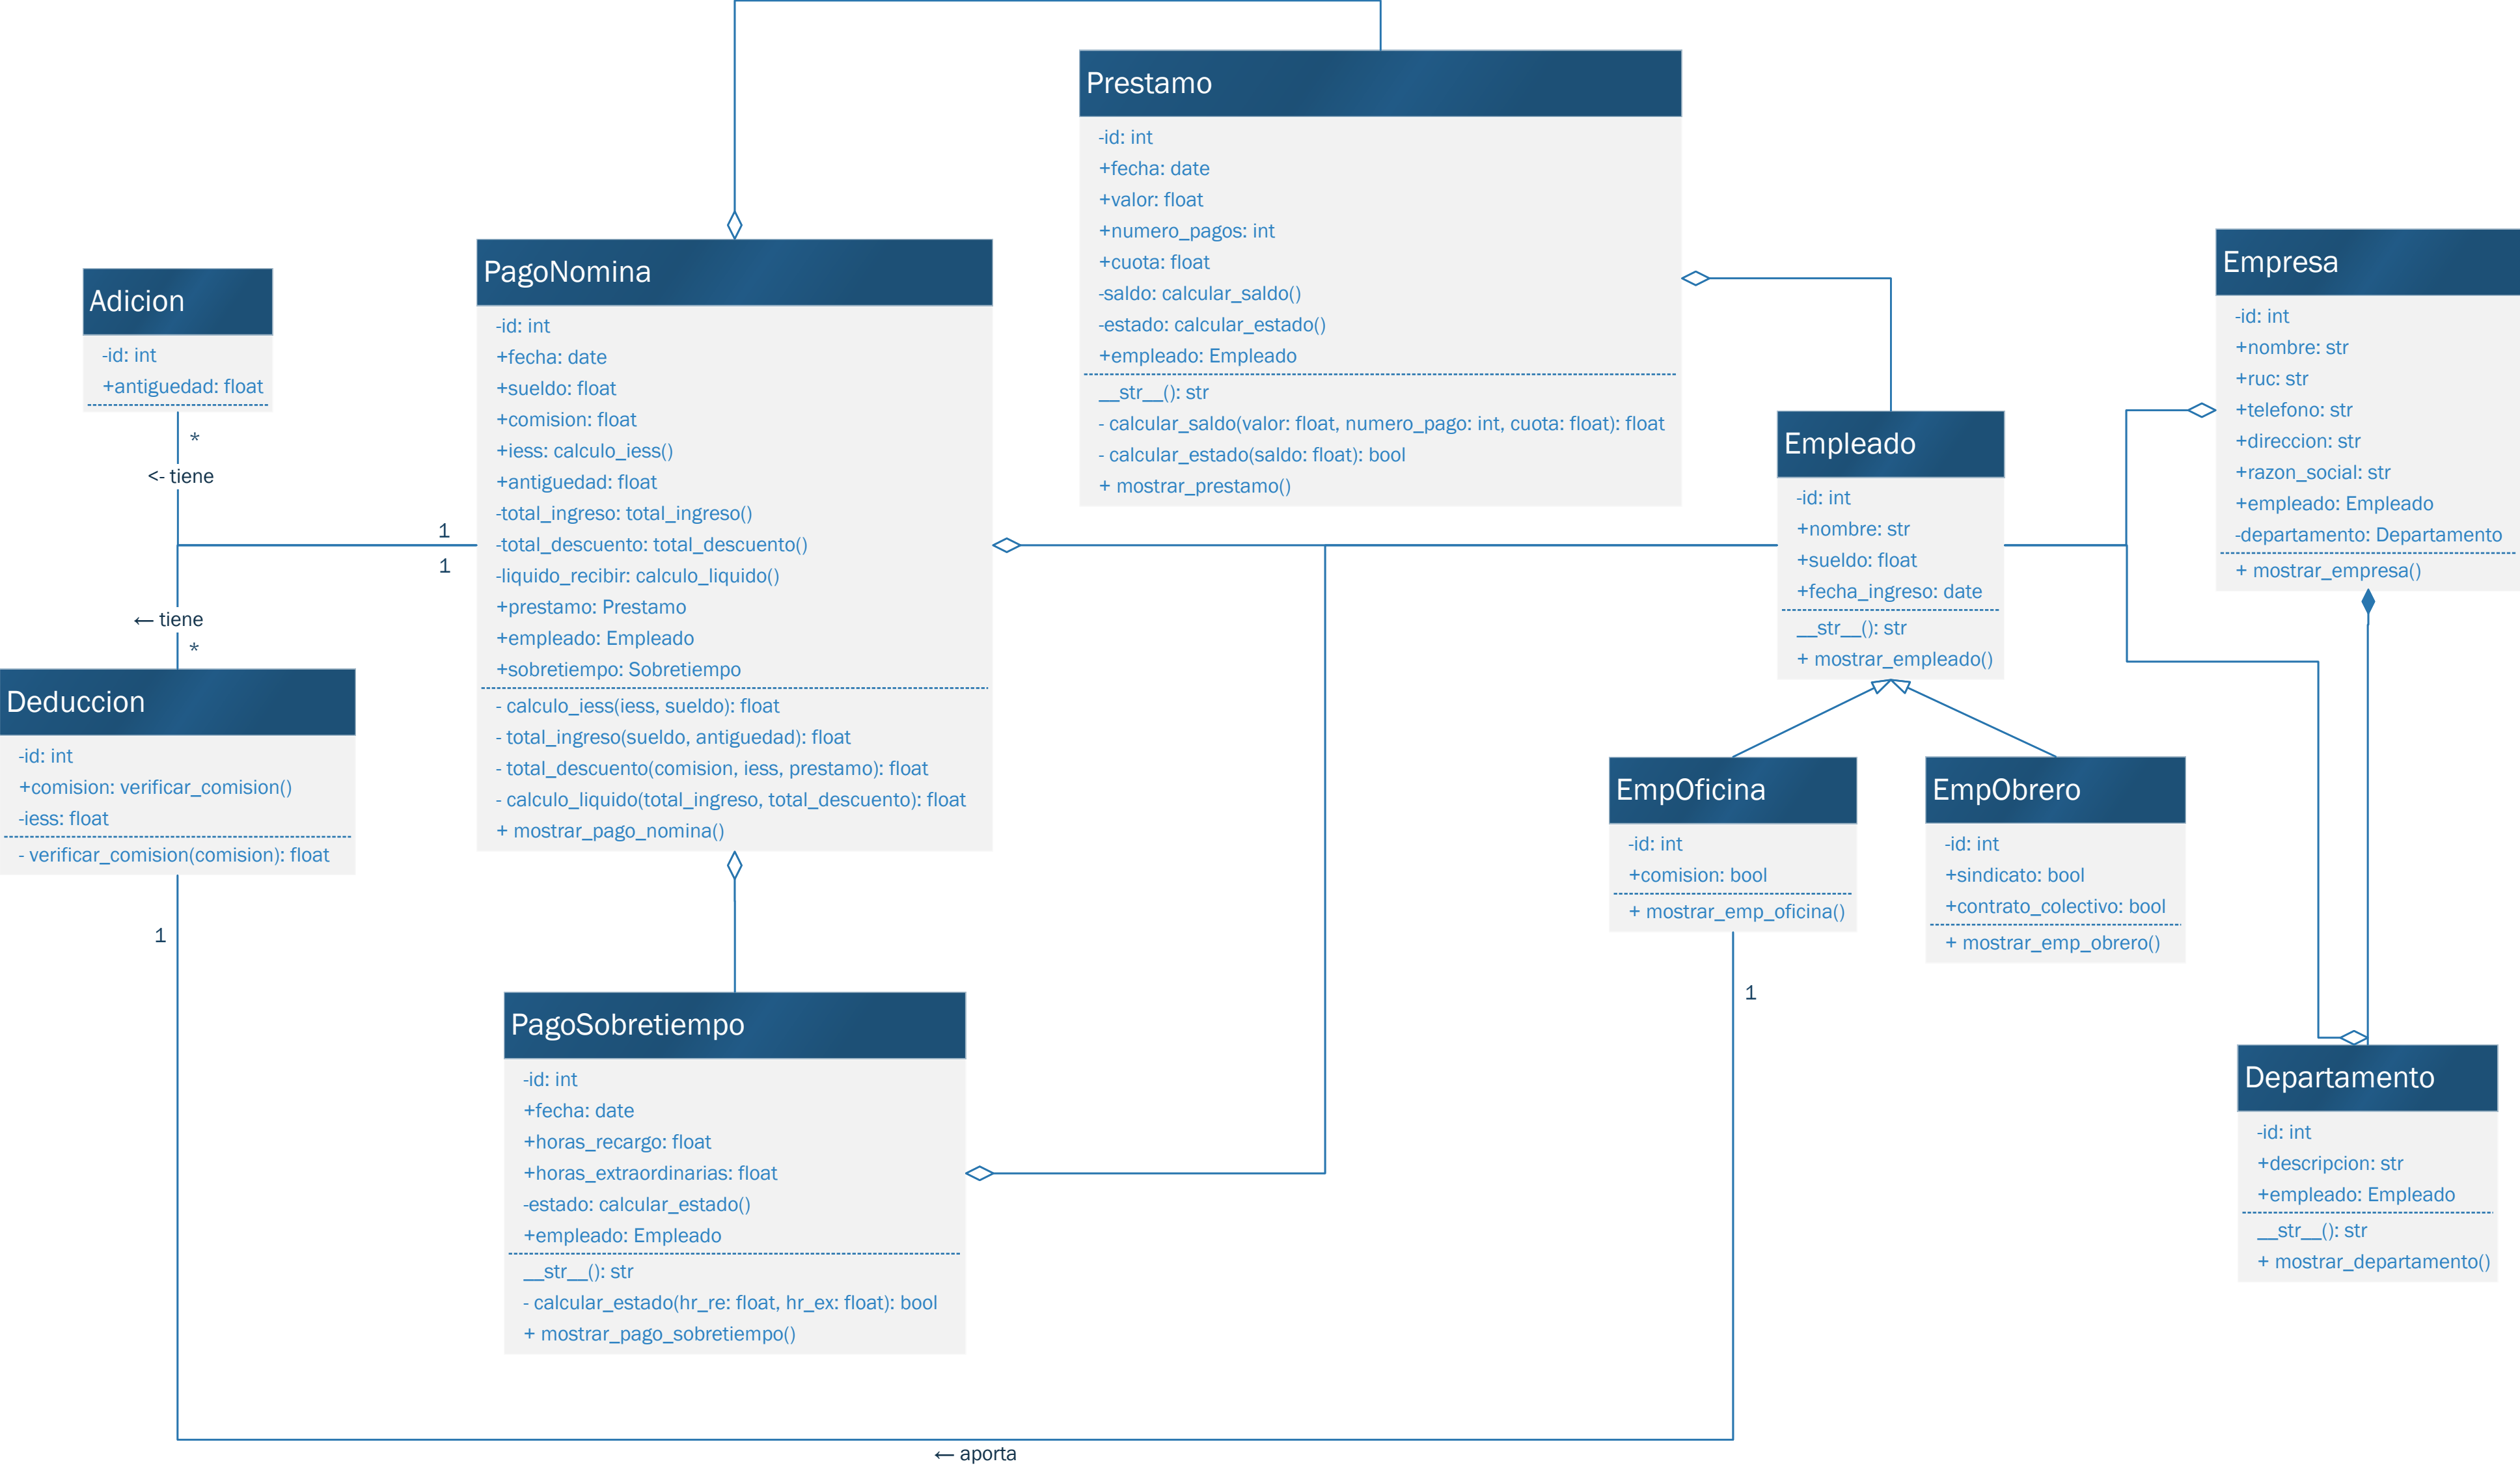 Prestamo
-id: int
+fecha: date
+valor: float
+numero_pagos: int
+cuota: float
-saldo: calcular_saldo()
-estado: calcular_estado()
+empleado: Empleado
__str__(): str
- calcular_saldo(valor: float, numero_pago: int, cuota: float): float
- calcular_estado(saldo: float): bool
+ mostrar_prestamo()
Adicion
-id: int
+antiguedad: float
*
<- tiene
1
1
← tiene
*
PagoNomina
-id: int
+fecha: date
+sueldo: float
+comision: float
+iess: calculo_iess()
+antiguedad: float
-total_ingreso: total_ingreso()
-total_descuento: total_descuento()
-liquido_recibir: calculo_liquido()
+prestamo: Prestamo
+empleado: Empleado
+sobretiempo: Sobretiempo
- calculo_iess(iess, sueldo): float
- total_ingreso(sueldo, antiguedad): float
- total_descuento(comision, iess, prestamo): float
- calculo_liquido(total_ingreso, total_descuento): float
+ mostrar_pago_nomina()
Empleado
-id: int
+nombre: str
+sueldo: float
+fecha_ingreso: date
__str__(): str
+ mostrar_empleado()
Empresa
-id: int
+nombre: str
+ruc: str
+telefono: str
+direccion: str
+razon_social: str
+empleado: Empleado
-departamento: Departamento
+ mostrar_empresa()
Deduccion
-id: int
+comision: verificar_comision()
-iess: float
- verificar_comision(comision): float
1
EmpOficina
-id: int
+comision: bool
+ mostrar_emp_oficina()
1
EmpObrero
-id: int
+sindicato: bool
+contrato_colectivo: bool
+ mostrar_emp_obrero()
PagoSobretiempo
-id: int
+fecha: date
+horas_recargo: float
+horas_extraordinarias: float
-estado: calcular_estado()
+empleado: Empleado
__str__(): str
- calcular_estado(hr_re: float, hr_ex: float): bool
+ mostrar_pago_sobretiempo()
Departamento
-id: int
+descripcion: str
+empleado: Empleado
__str__(): str
+ mostrar_departamento()
← aporta